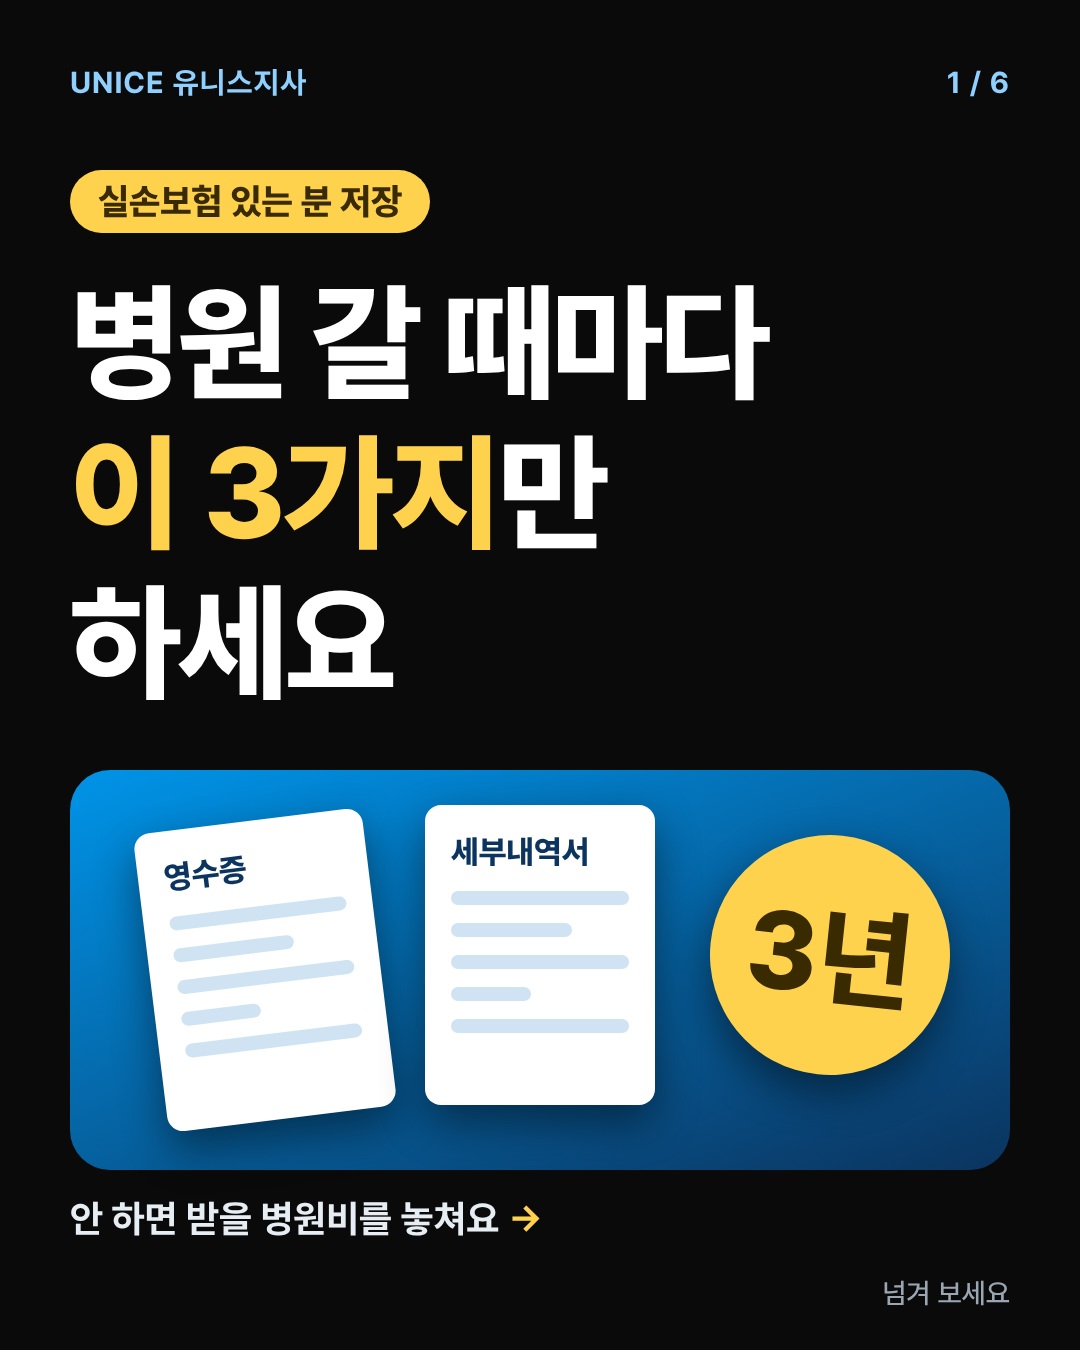 UNICE 유니스지사
1 / 6
실손보험 있는 분 저장
병원 갈 때마다
이 3가지만
하세요
영수증
세부내역서
3년
안 하면 받을 병원비를 놓쳐요 →
넘겨 보세요